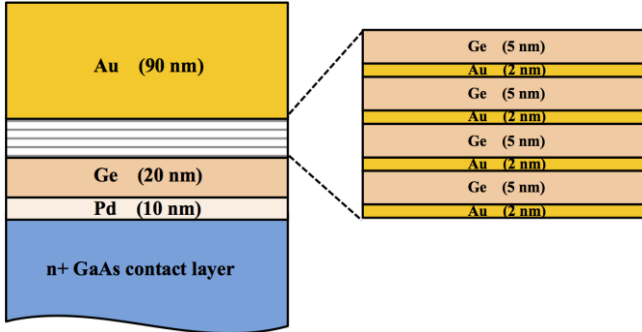 Au (90 nm)
Ge (20 nm)
Pd (10 nm)
n+ GaAs contact layer
Ge (5 nm)
Au (2 nm)
Ge (5 nm)
Au (2 nm)
Ge (5 nm)
Au (2 nm)
Ge (5 nm)
Au (2 nm)